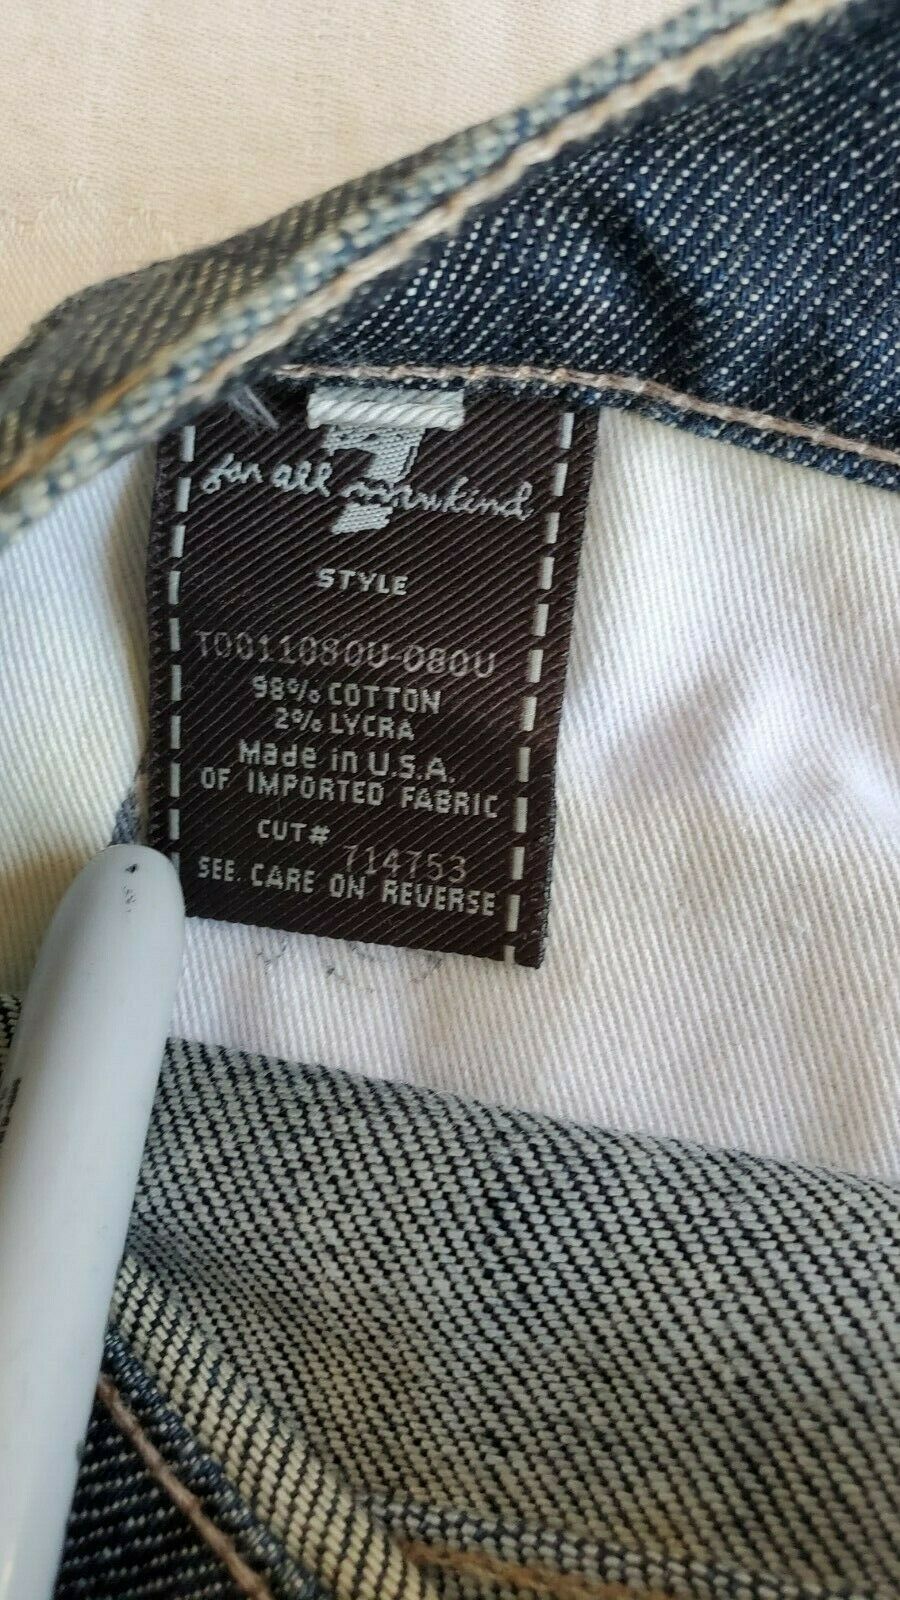 7
for all mankind
STYLE
T0011080U-080U
98% COTTON
2% LYCRA
Made in U.S.A.
OF IMPORTED FABRIC
CUT# 714753
SEE. CARE ON REVERSE